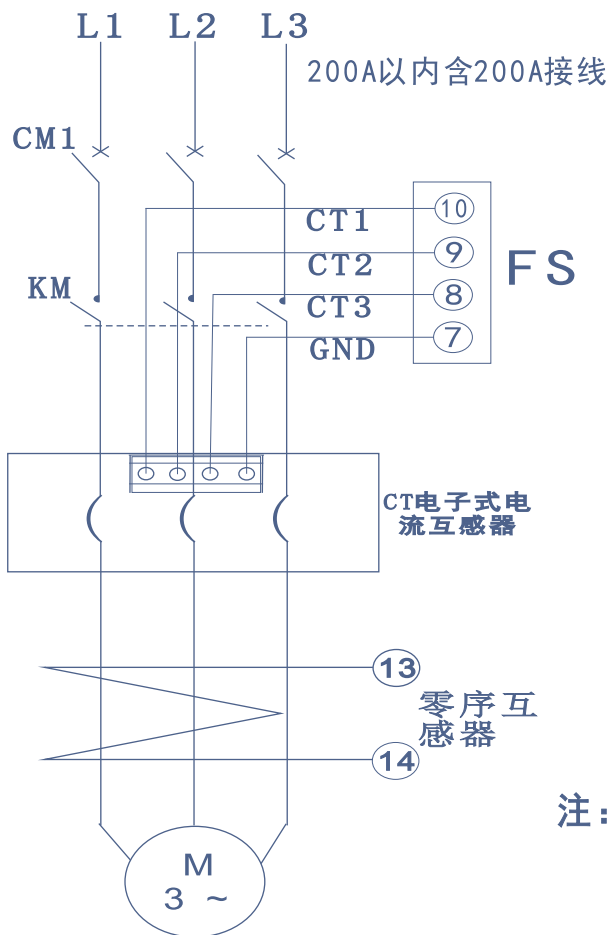 L1 L2 L3
200A以内含200A接线
CM1
10
CT1
9
FS
CT2
KM
8
CT3
7
GND
CT电子式电
流互感器
13
零序互
感器
14
注:
M
3 ~